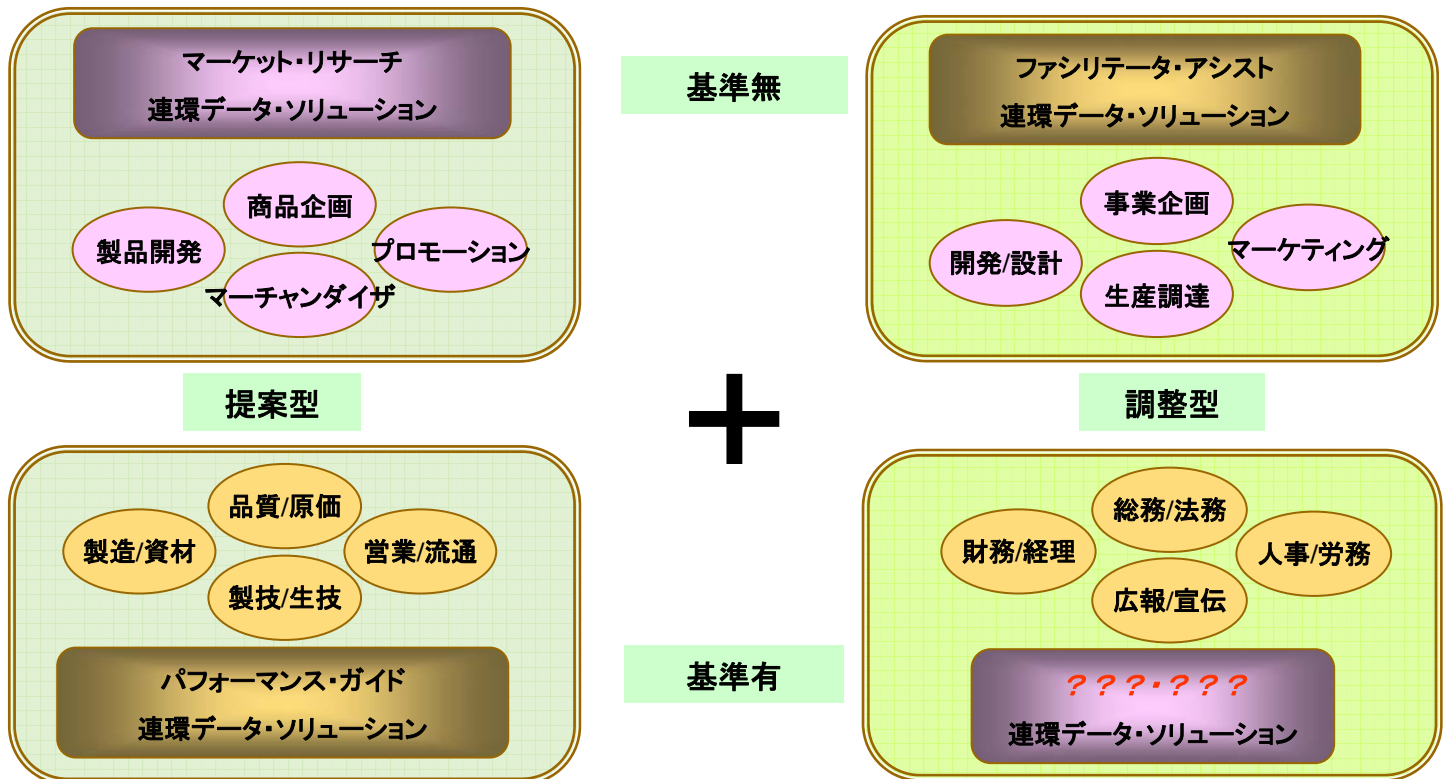 マーケット・リサーチ
連環データ・ソリューション
商品企画
製品開発
プロモーション
マーチャンダイザ
基準無
ファシリテータ・アシスト
連環データ・ソリューション
事業企画
開発/設計
マーケティング
生産調達
提案型
+
調整型
品質/原価
製造/資材
営業/流通
製技/生技
パフォーマンス・ガイド
連環データ・ソリューション
基準有
総務/法務
財務/経理
人事/労務
広報/宣伝
？？？・？？？
連環データ・ソリューション